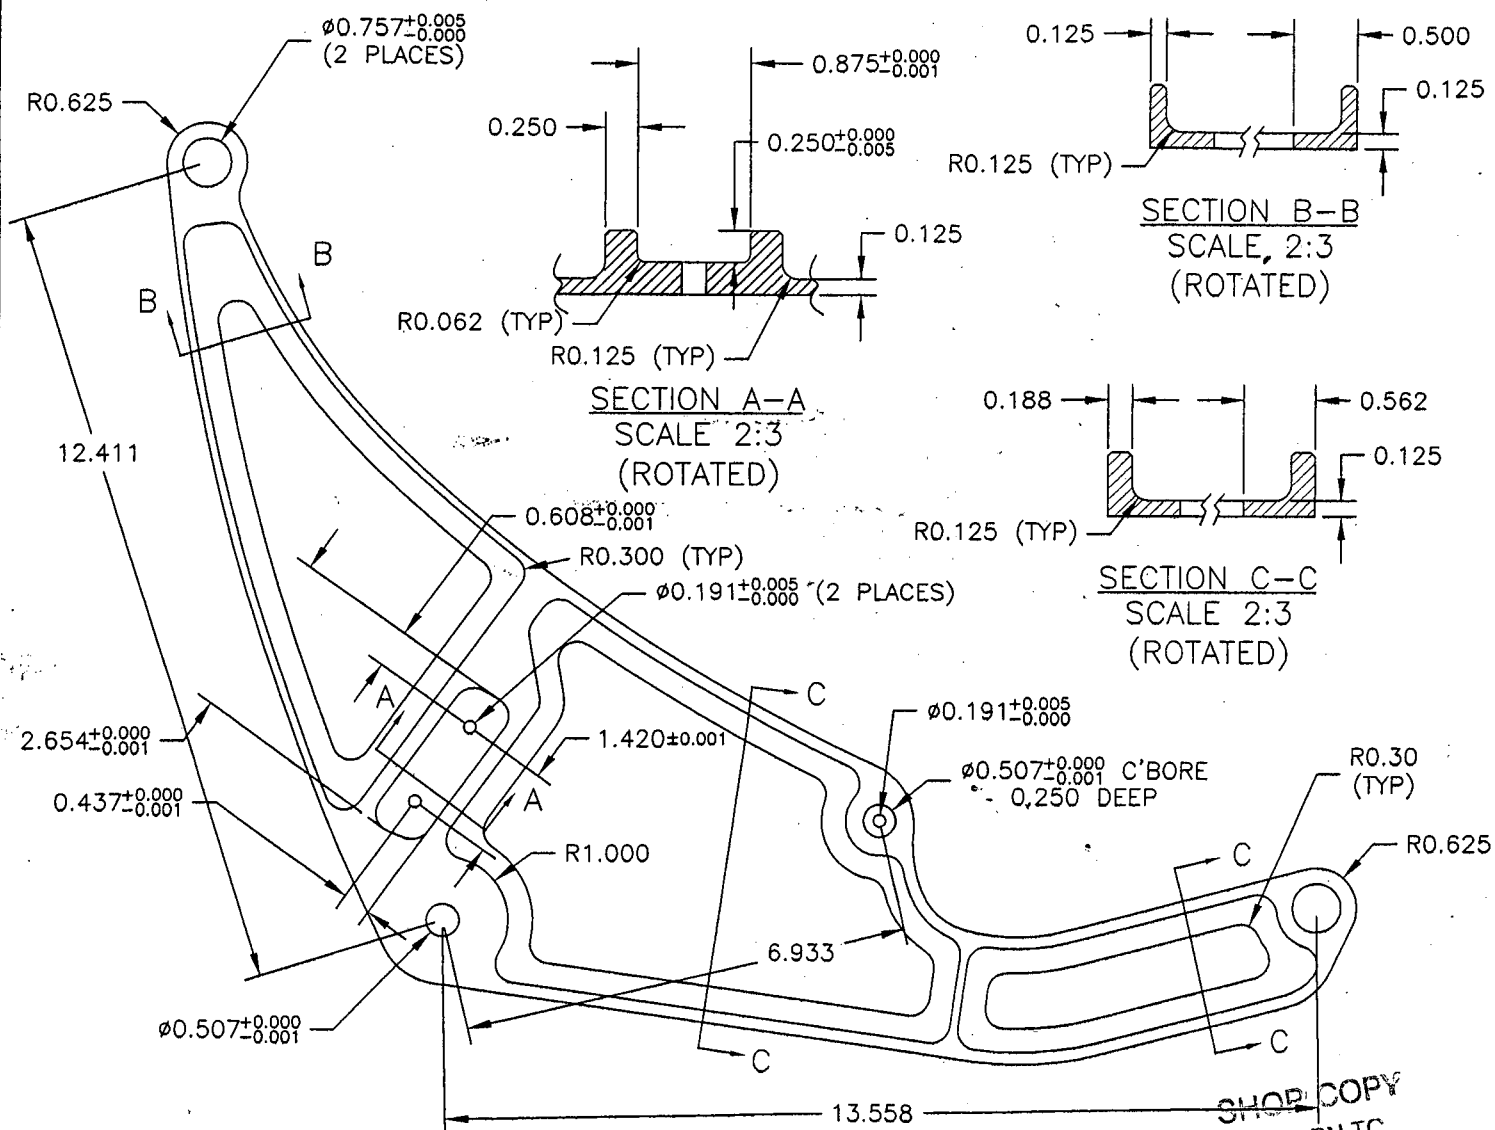 ⌀0.757+0.005 -0.000
(2 PLACES)
R0.625
0.875+0.000 -0.001
0.250
0.250+0.000 -0.005
0.125
R0.062 (TYP)
R0.125 (TYP)
SECTION A-A
SCALE 2:3
(ROTATED)
0.125
0.500
0.125
R0.125 (TYP)
SECTION B-B
SCALE, 2:3
(ROTATED)
0.188
0.562
0.125
R0.125 (TYP)
SECTION C-C
SCALE 2:3
(ROTATED)
B
B
12.411
0.608+0.000 -0.001
R0.300 (TYP)
⌀0.191+0.005 -0.000 (2 PLACES)
A
C
2.654+0.000 -0.001
1.420±0.001
⌀0.191+0.005 -0.000
⌀0.507+0.000 -0.001 C'BORE
0,250 DEEP
R0.30
(TYP)
0.437+0.000 -0.001
A
R1.000
C
R0.625
6.933
⌀0.507+0.000 -0.001
C
C
13.558
SHOP COPY